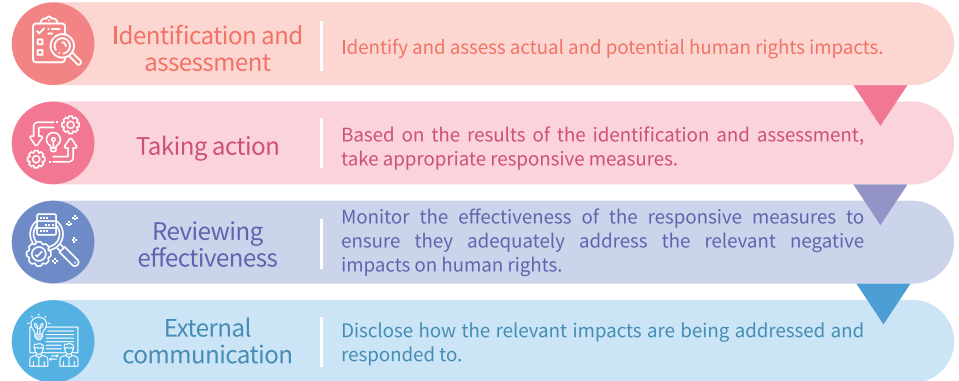 Identification and
assessment
Identify and assess actual and potential human rights impacts.
Taking action
Based on the results of the identification and assessment,
take appropriate responsive measures.
Reviewing
effectiveness
Monitor the effectiveness of the responsive measures to
ensure they adequately address the relevant negative
impacts on human rights.
External
communication
Disclose how the relevant impacts are being addressed and
responded to.